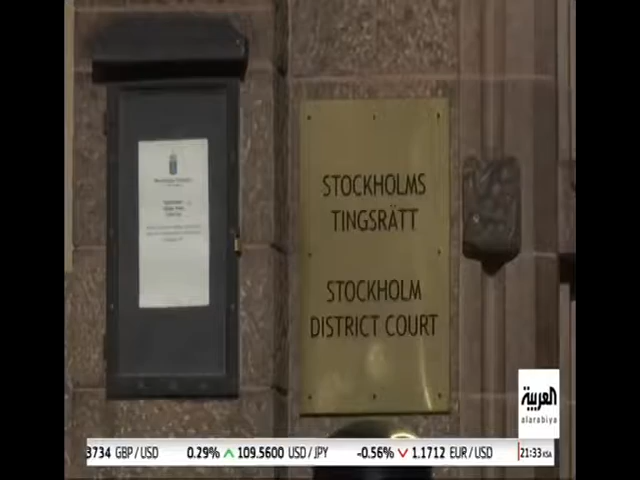 STOCKHOLMS
TINGSRÄTT
STOCKHOLM
DISTRICT COURT
العربية
alarabiya
3734 GBP/USD 0.29% 109.5600 USD/JPY -0.56% 1.1712 EUR/USD 21:33 KSA